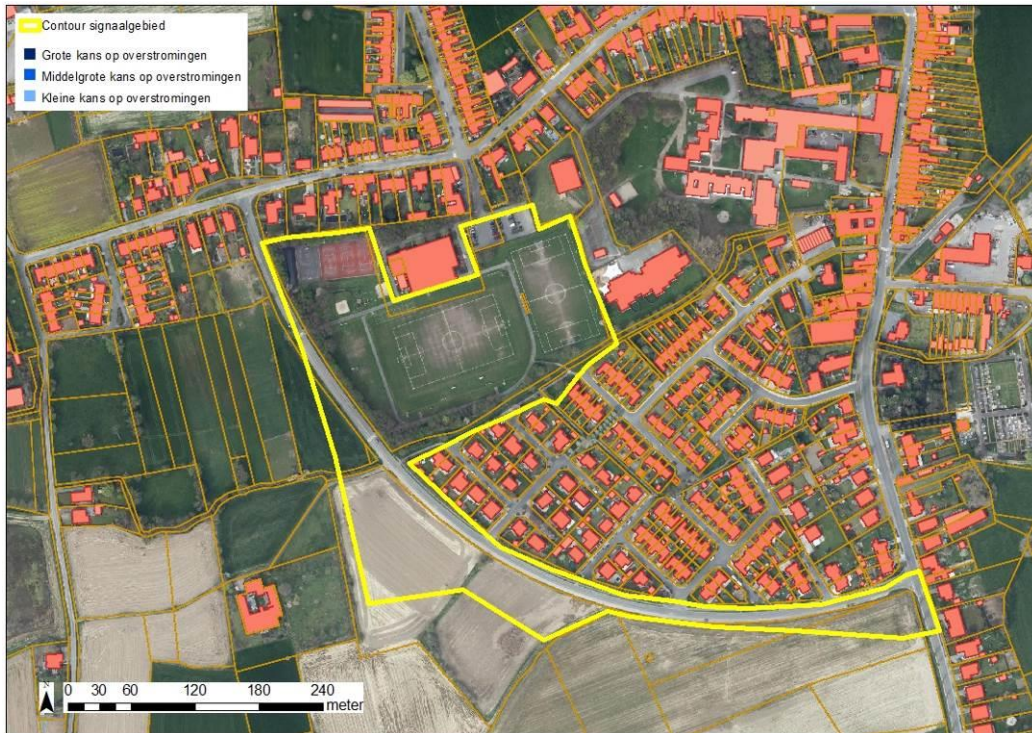 Contour signaalgebied
Grote kans op overstromingen
Middelgrote kans op overstromingen
Kleine kans op overstromingen
N
0 30 60 120 180 240
meter